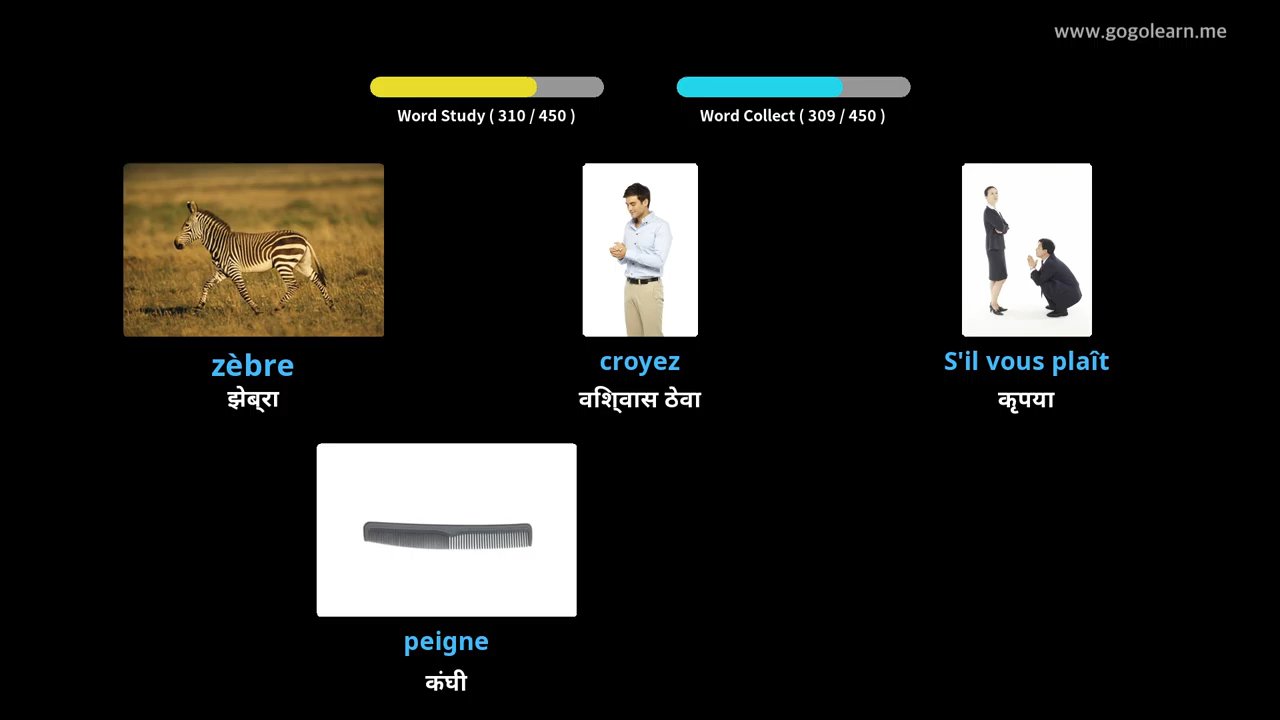 www.gogolearn.me
Word Study ( 310 / 450 )
Word Collect ( 309 / 450 )
zèbre
झेब्रा
croyez
विश्वास ठेवा
S'il vous plaît
कृपया
peigne
कंघी